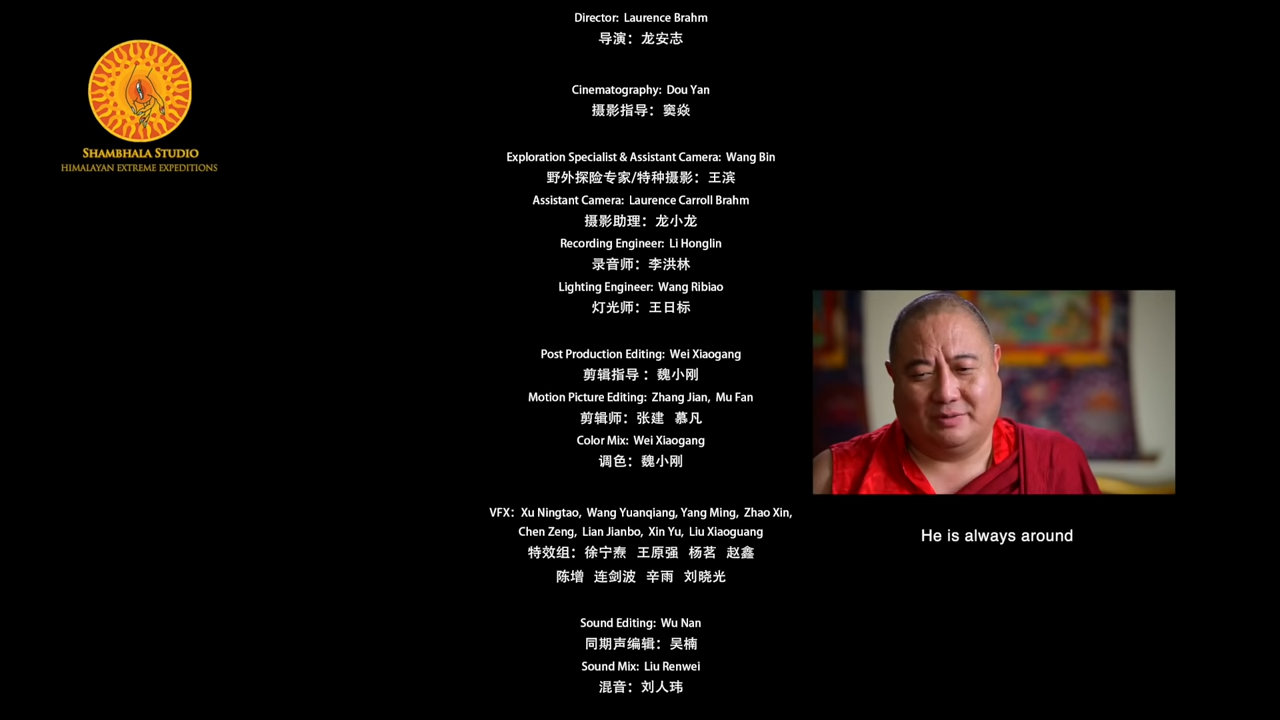 SHAMBHALA STUDIO
HIMALAYAN EXTREME EXPEDITIONS
Director: Laurence Brahm
导演：龙安志
Cinematography: Dou Yan
摄影指导：窦焱
Exploration Specialist & Assistant Camera: Wang Bin
野外探险专家/特种摄影：王滨
Assistant Camera: Laurence Carroll Brahm
摄影助理：龙小龙
Recording Engineer: Li Honglin
录音师：李洪林
Lighting Engineer: Wang Ribiao
灯光师：王日标
Post Production Editing: Wei Xiaogang
剪辑指导：魏小刚
Motion Picture Editing: Zhang Jian, Mu Fan
剪辑师：张建 慕凡
Color Mix: Wei Xiaogang
调色：魏小刚
VFX: Xu Ningtao, Wang Yuanqiang, Yang Ming, Zhao Xin,
Chen Zeng, Lian Jianbo, Xin Yu, Liu Xiaoguang
特效组：徐宁焘 王原强 杨茗 赵鑫
陈增 连剑波 辛雨 刘晓光
Sound Editing: Wu Nan
同期声编辑：吴楠
Sound Mix: Liu Renwei
混音：刘人玮
He is always around